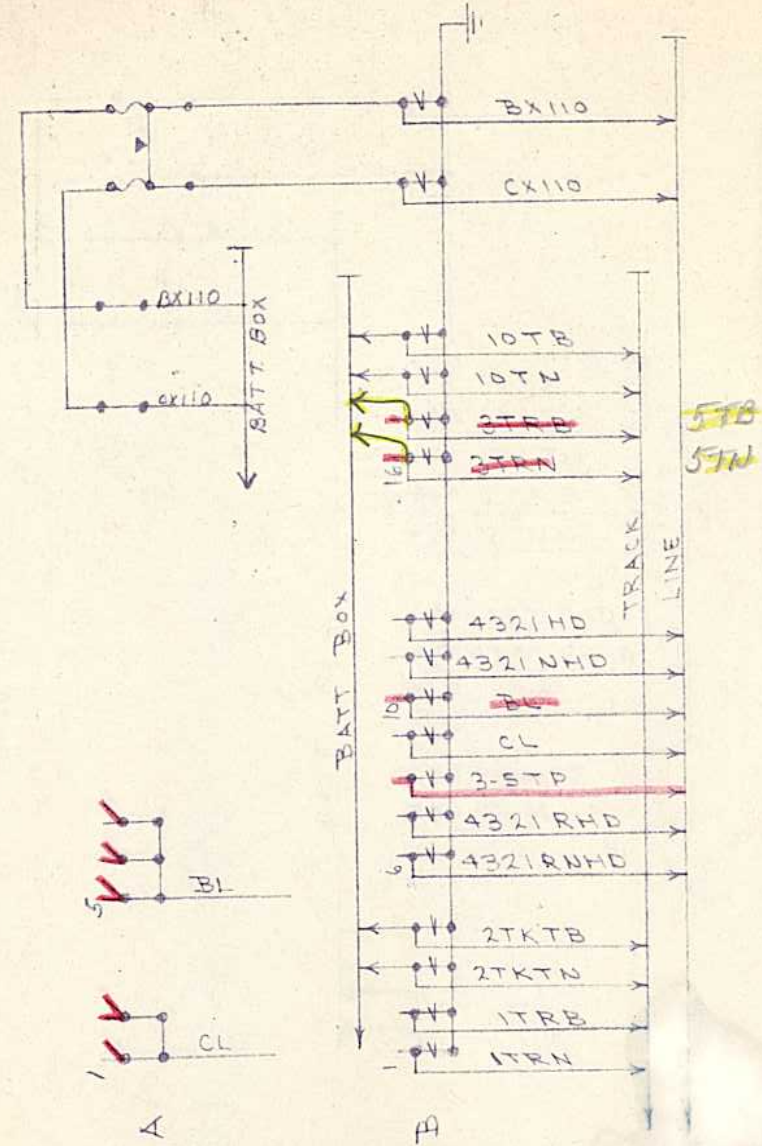 BX110
CX110
BX110
CX110
BATT BOX
10TB
10TN
3TRB
5TB
3TRN
5TN
16
TRACK
LINE
BATT BOX
4321HD
4321NHD
10
BL
CL
3-5TP
4321RHD
6
4321RNHD
5
BL
2TKTB
2TKTN
1TRB
1
CL
1
1TRN
A
B